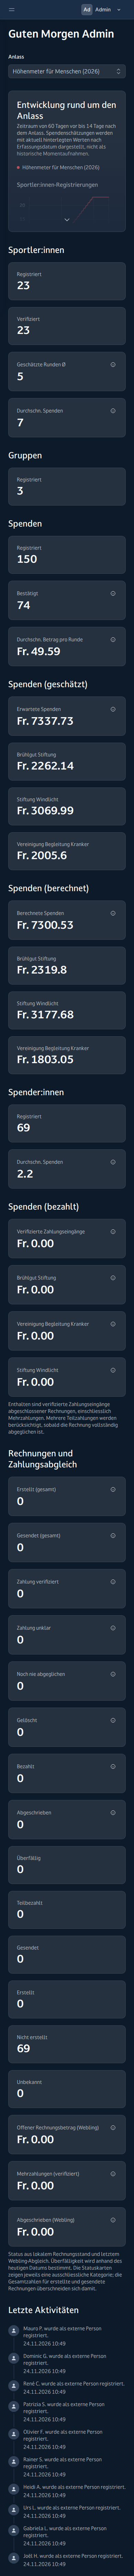 Ad Admin
Guten Morgen Admin
Anlass
Höhenmeter für Menschen (2026)
Entwicklung rund um den
Anlass
Zeitraum von 60 Tagen vor bis 14 Tage nach
dem Anlass. Spendenschätzungen werden
mit aktuell hinterlegten Werten nach
Erfassungsdatum dargestellt, nicht als
historische Momentaufnahmen.
Höhenmeter für Menschen (2026)
Sportler:innen-Registrierungen
Sportler:innen
Registriert
23
Verifiziert
23
Geschätzte Runden Ø
5
Durchschn. Spenden
7
Gruppen
Registriert
3
Spenden
Registriert
150
Bestätigt
74
Durchschn. Betrag pro Runde
Fr. 49.59
Spenden (geschätzt)
Erwartete Spenden
Fr. 7337.73
Brühlgut Stiftung
Fr. 2262.14
Stiftung Windlicht
Fr. 3069.99
Vereinigung Begleitung Kranker
Fr. 2005.6
Spenden (berechnet)
Berechnete Spenden
Fr. 7300.53
Brühlgut Stiftung
Fr. 2319.8
Stiftung Windlicht
Fr. 3177.68
Vereinigung Begleitung Kranker
Fr. 1803.05
Spender:innen
Registriert
69
Durchschn. Spenden
2.2
Spenden (bezahlt)
Verifizierte Zahlungseingänge
Fr. 0.00
Brühlgut Stiftung
Fr. 0.00
Vereinigung Begleitung Kranker
Fr. 0.00
Stiftung Windlicht
Fr. 0.00
Enthalten sind verifizierte Zahlungseingänge
abgeschlossener Rechnungen, einschliesslich
Mehrzahlungen. Mehrere Teilzahlungen werden
berücksichtigt, sobald die Rechnung vollständig
abgeglichen ist.
Rechnungen und
Zahlungsabgleich
Erstellt (gesamt)
0
Gesendet (gesamt)
0
Zahlung verifiziert
0
Zahlung unklar
0
Noch nie abgeglichen
0
Gelöscht
0
Bezahlt
0
Abgeschrieben
0
Überfällig
0
Teilbezahlt
0
Gesendet
0
Erstellt
0
Nicht erstellt
69
Unbekannt
0
Offener Rechnungsbetrag (Webling)
Fr. 0.00
Mehrzahlungen (verifiziert)
Fr. 0.00
Abgeschrieben (Webling)
Fr. 0.00
Status aus lokalem Rechnungsstand und letztem
Webling-Abgleich. Überfälligkeit wird anhand des
heutigen Datums bestimmt. Die Statuskarten
zeigen jeweils eine ausschliessliche Kategorie; die
Gesamtzahlen für erstellte und gesendete
Rechnungen überschneiden sich damit.
Letzte Aktivitäten
Mauro P. wurde als externe Person
registriert.
24.11.2026 10:49
Dominic G. wurde als externe Person
registriert.
24.11.2026 10:49
René C. wurde als externe Person registriert.
24.11.2026 10:49
Patrizia S. wurde als externe Person
registriert.
24.11.2026 10:49
Olivier F. wurde als externe Person
registriert.
24.11.2026 10:49
Rainer S. wurde als externe Person
registriert.
24.11.2026 10:49
Heidi A. wurde als externe Person registriert.
24.11.2026 10:49
Urs L. wurde als externe Person registriert.
24.11.2026 10:49
Gabriela L. wurde als externe Person
registriert.
24.11.2026 10:49
Joël H. wurde als externe Person registriert.
24.11.2026 10:49